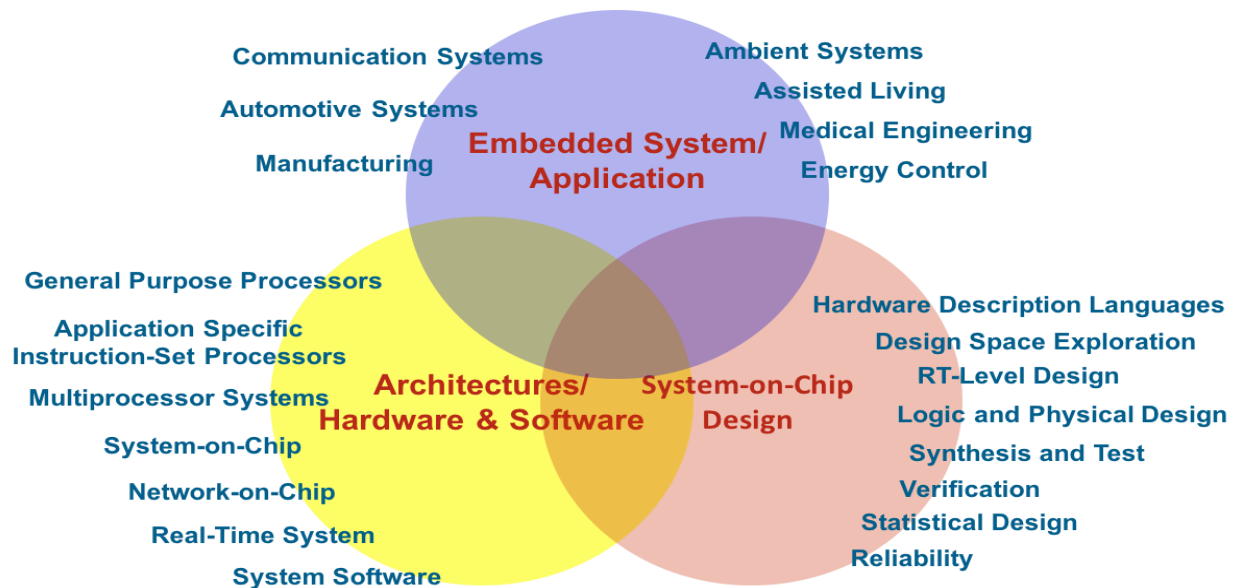 Communication Systems
Automotive Systems
Manufacturing
Ambient Systems
Assisted Living
Medical Engineering
Energy Control
Embedded System/
Application
General Purpose Processors
Application Specific
Instruction-Set Processors
Multiprocessor Systems
System-on-Chip
Network-on-Chip
Real-Time System
System Software
Architectures/
Hardware & Software
System-on-Chip
Design
Hardware Description Languages
Design Space Exploration
RT-Level Design
Logic and Physical Design
Synthesis and Test
Verification
Statistical Design
Reliability